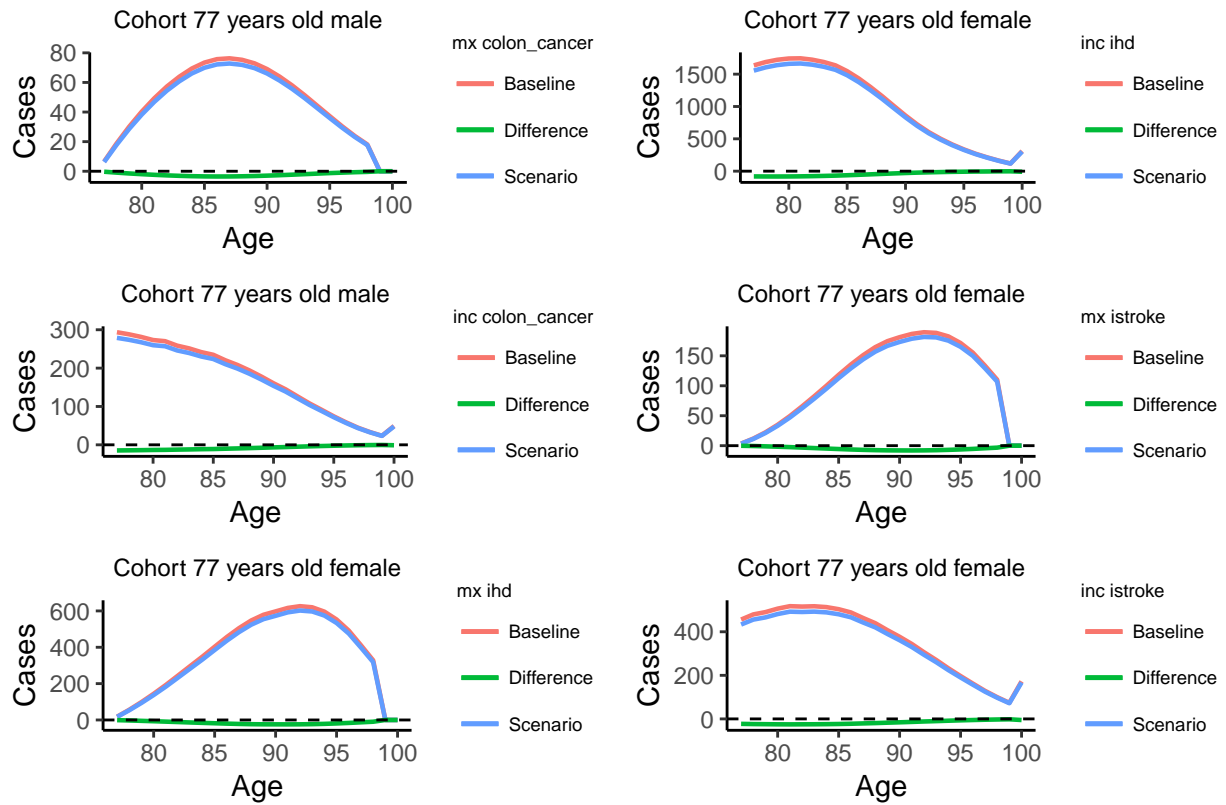 Cohort 77 years old male
mx colon_cancer
Baseline
Difference
Scenario
Cases
80
60
40
20
0
80 85 90 95 100
Age
Cohort 77 years old female
inc ihd
Baseline
Difference
Scenario
Cases
1500
1000
500
0
80 85 90 95 100
Age
Cohort 77 years old male
inc colon_cancer
Baseline
Difference
Scenario
Cases
300
200
100
0
80 85 90 95 100
Age
Cohort 77 years old female
mx istroke
Baseline
Difference
Scenario
Cases
150
100
50
0
80 85 90 95 100
Age
Cohort 77 years old female
mx ihd
Baseline
Difference
Scenario
Cases
600
400
200
0
80 85 90 95 100
Age
Cohort 77 years old female
inc istroke
Baseline
Difference
Scenario
Cases
400
200
0
80 85 90 95 100
Age